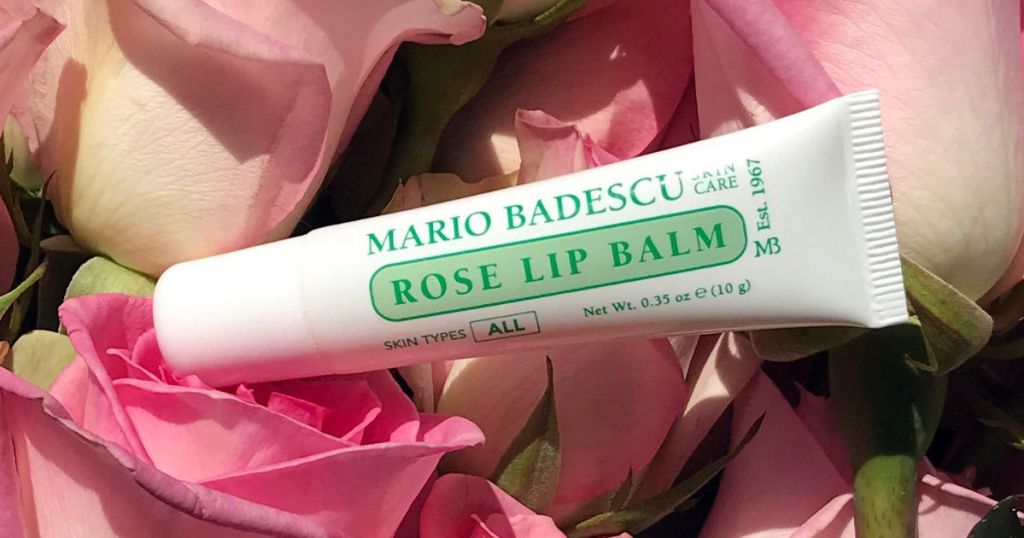 MARIO BADESCU
SKIN
CARE
ROSE LIP BALM
SKIN TYPES ALL
Net Wt. 0.35 oz ℮ (10 g)
Est. 1967
MB